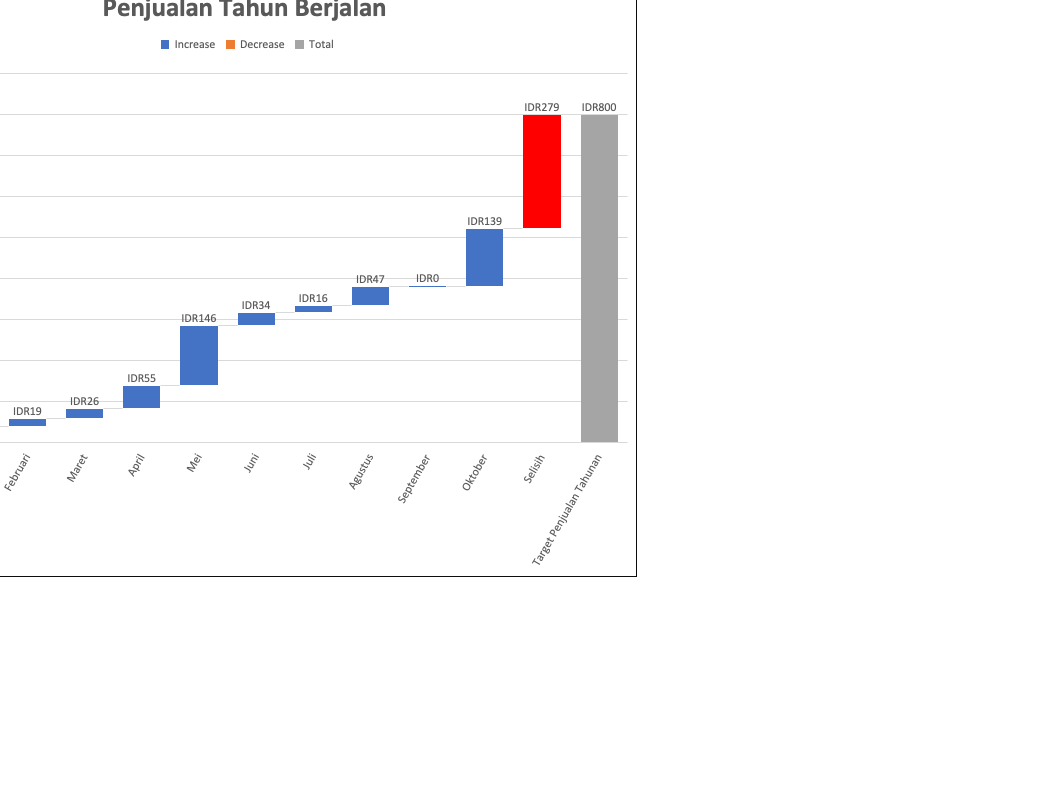 Penjualan Tahun Berjalan
Increase Decrease Total
IDR279 IDR800
IDR139
IDR47 IDR0
IDR34 IDR16
IDR146
IDR55
IDR19 IDR26
Februari
Maret
April
Mei
Juni
Juli
Agustus
September
Oktober
Selisih
Target Penjualan Tahunan